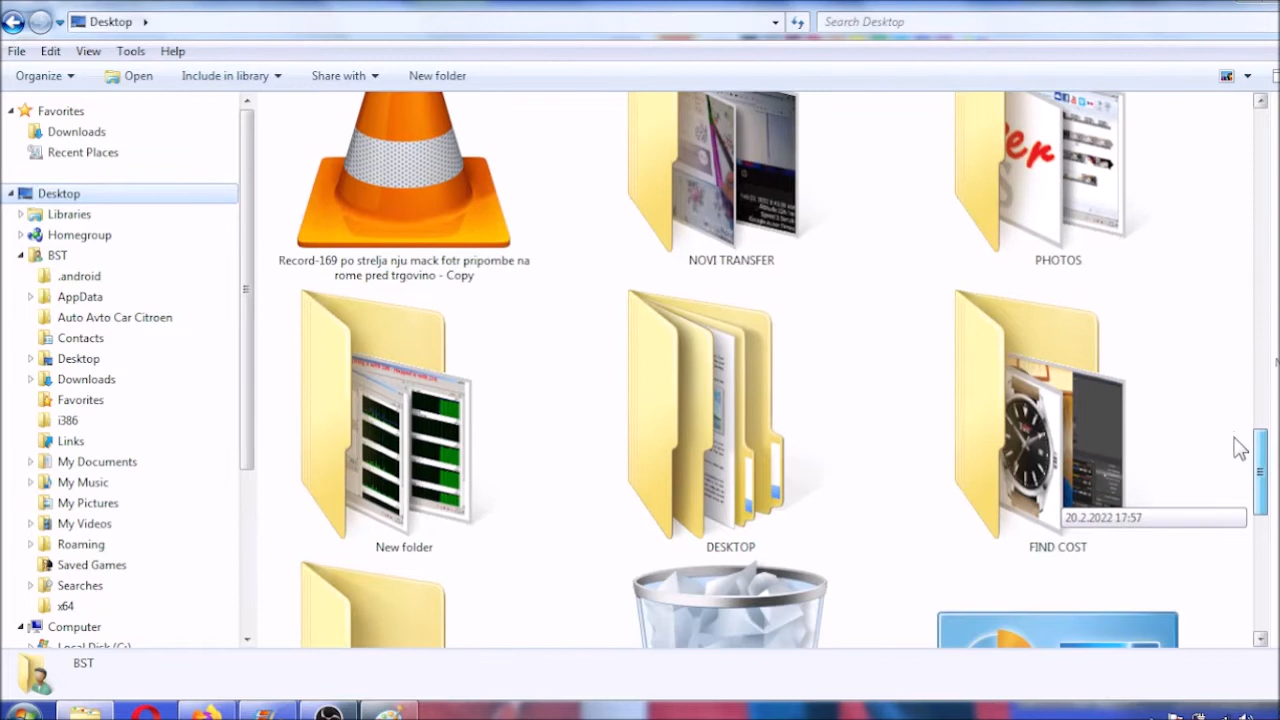 Desktop
Search Desktop
File Edit View Tools Help
Organize Open Include in library Share with New folder
Favorites
Downloads
Recent Places
Desktop
Libraries
Homegroup
BST
.android
AppData
Auto Avto Car Citroen
Contacts
Desktop
Downloads
Favorites
i386
Links
My Documents
My Music
My Pictures
My Videos
Roaming
Saved Games
Searches
x64
Computer
Local Disk (C:)
Record-169 po strelja nju mack fotr pripombe na
rome pred trgovino - Copy
NOVI TRANSFER
PHOTOS
New folder
DESKTOP
FIND COST
20.2.2022 17:57
BST